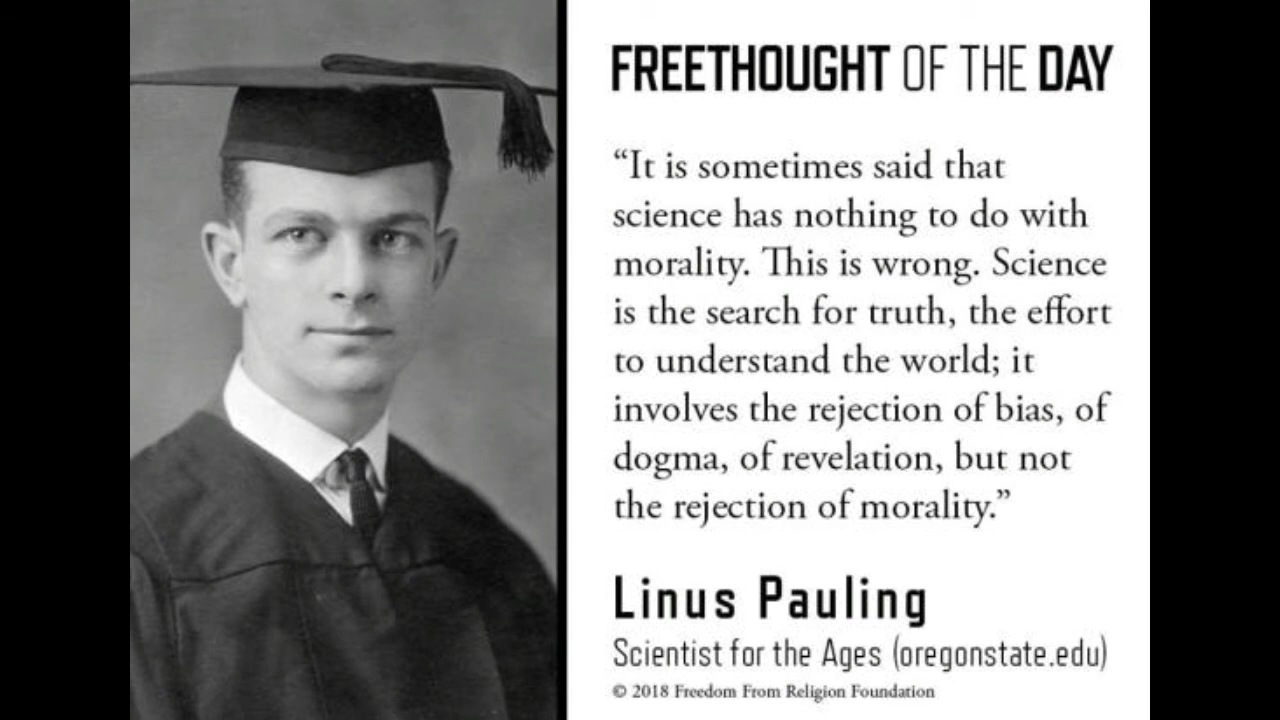 FREETHOUGHT OF THE DAY
“It is sometimes said that
science has nothing to do with
morality. This is wrong. Science
is the search for truth, the effort
to understand the world; it
involves the rejection of bias, of
dogma, of revelation, but not
the rejection of morality.”
Linus Pauling
Scientist for the Ages (oregonstate.edu)
© 2018 Freedom From Religion Foundation